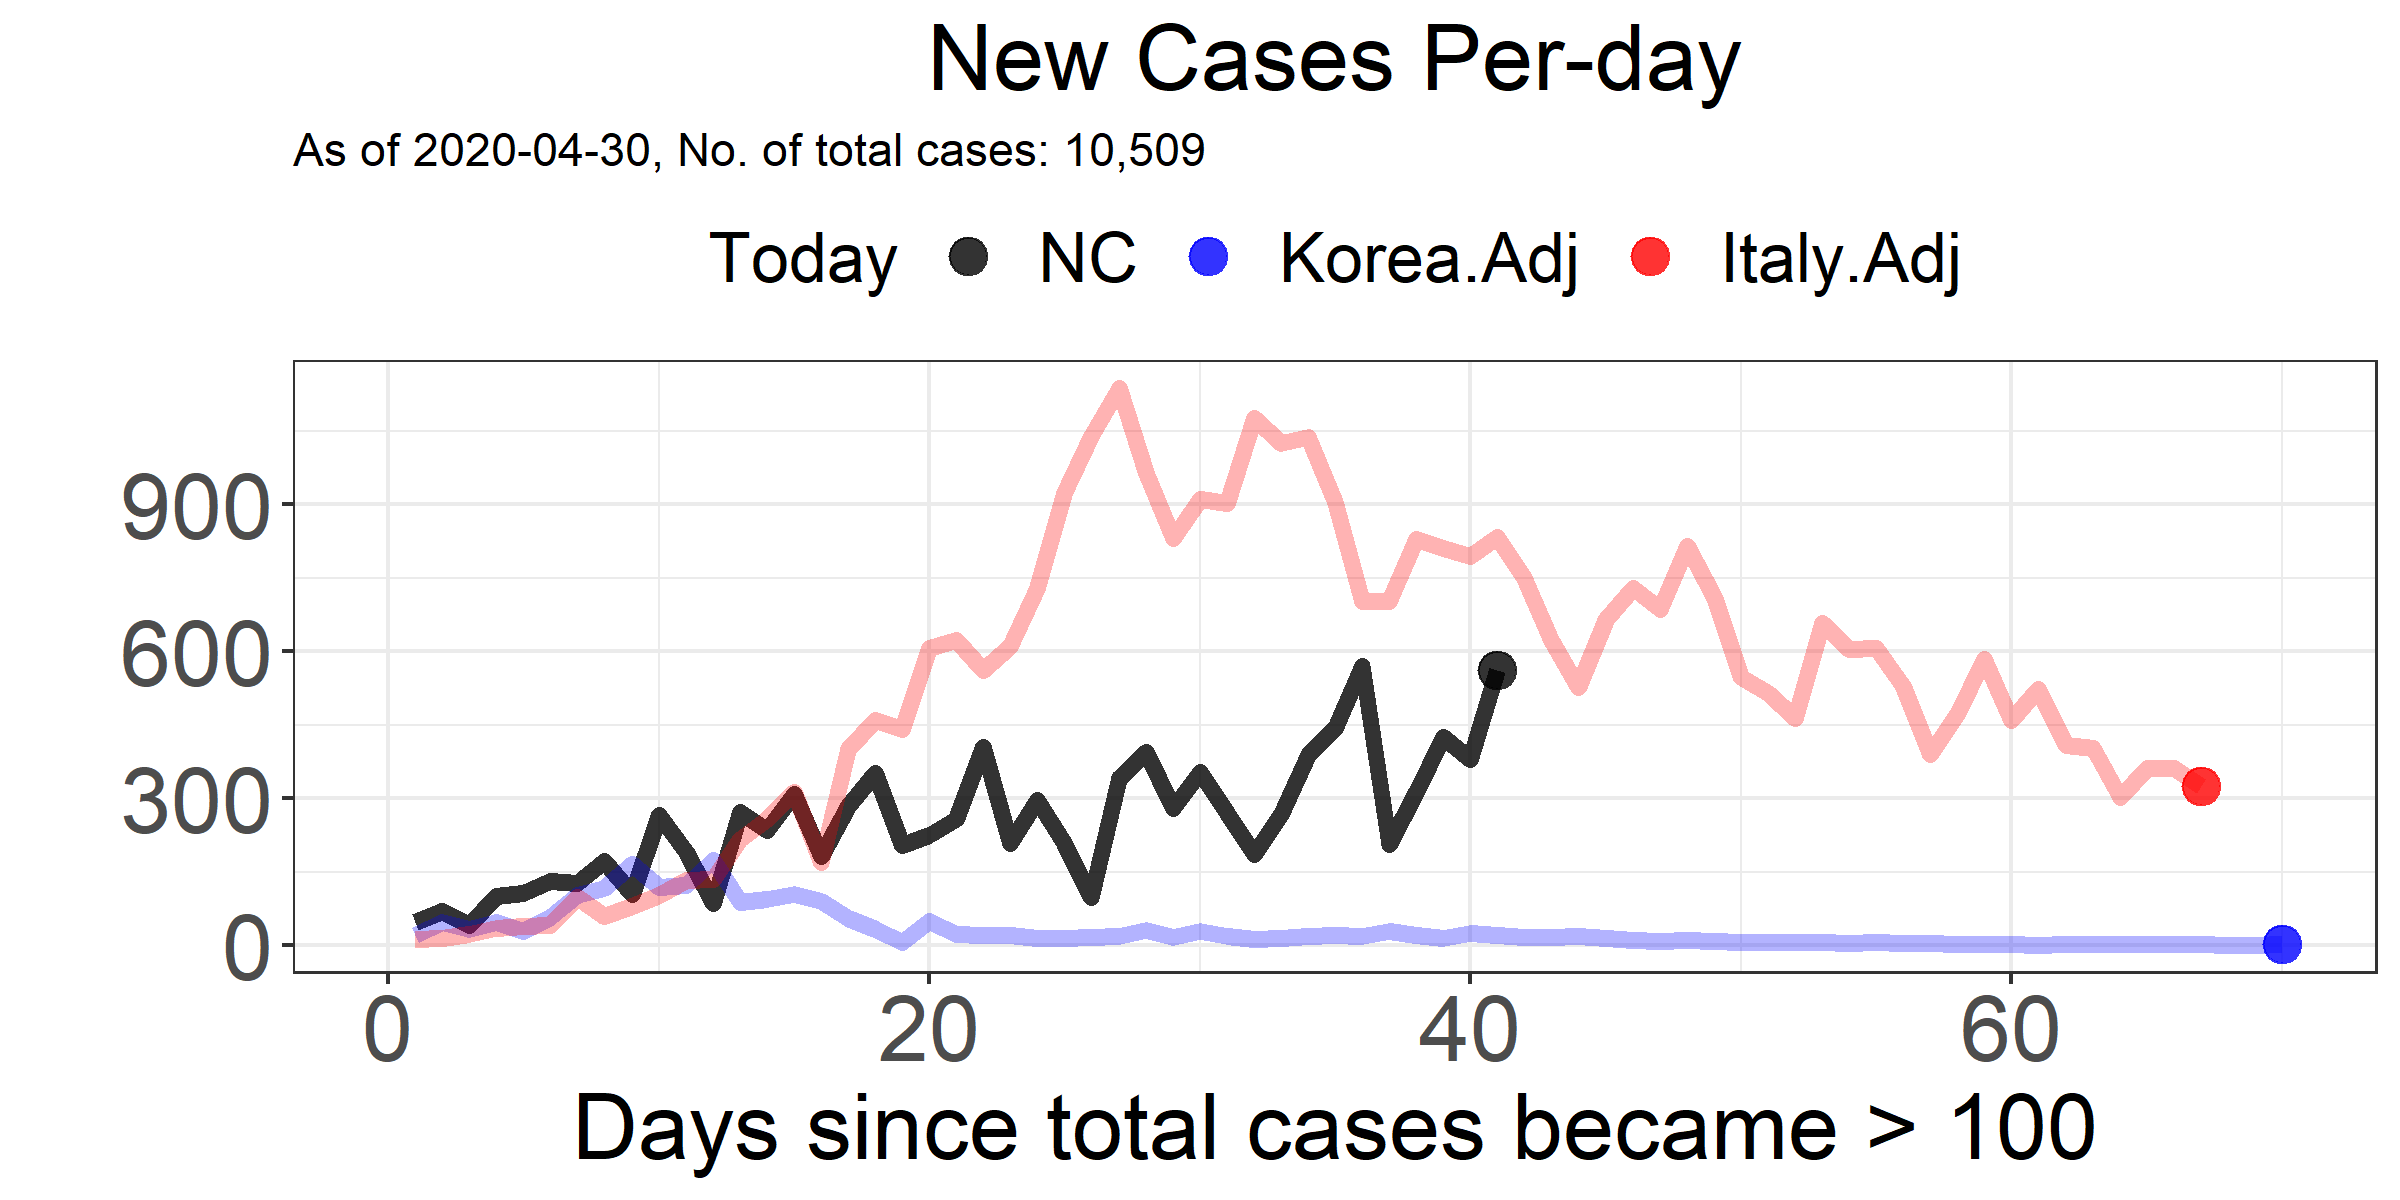 New Cases Per-day
As of 2020-04-30, No. of total cases: 10,509
Today NC Korea.Adj Italy.Adj
900
600
300
0
0 20 40 60
Days since total cases became > 100